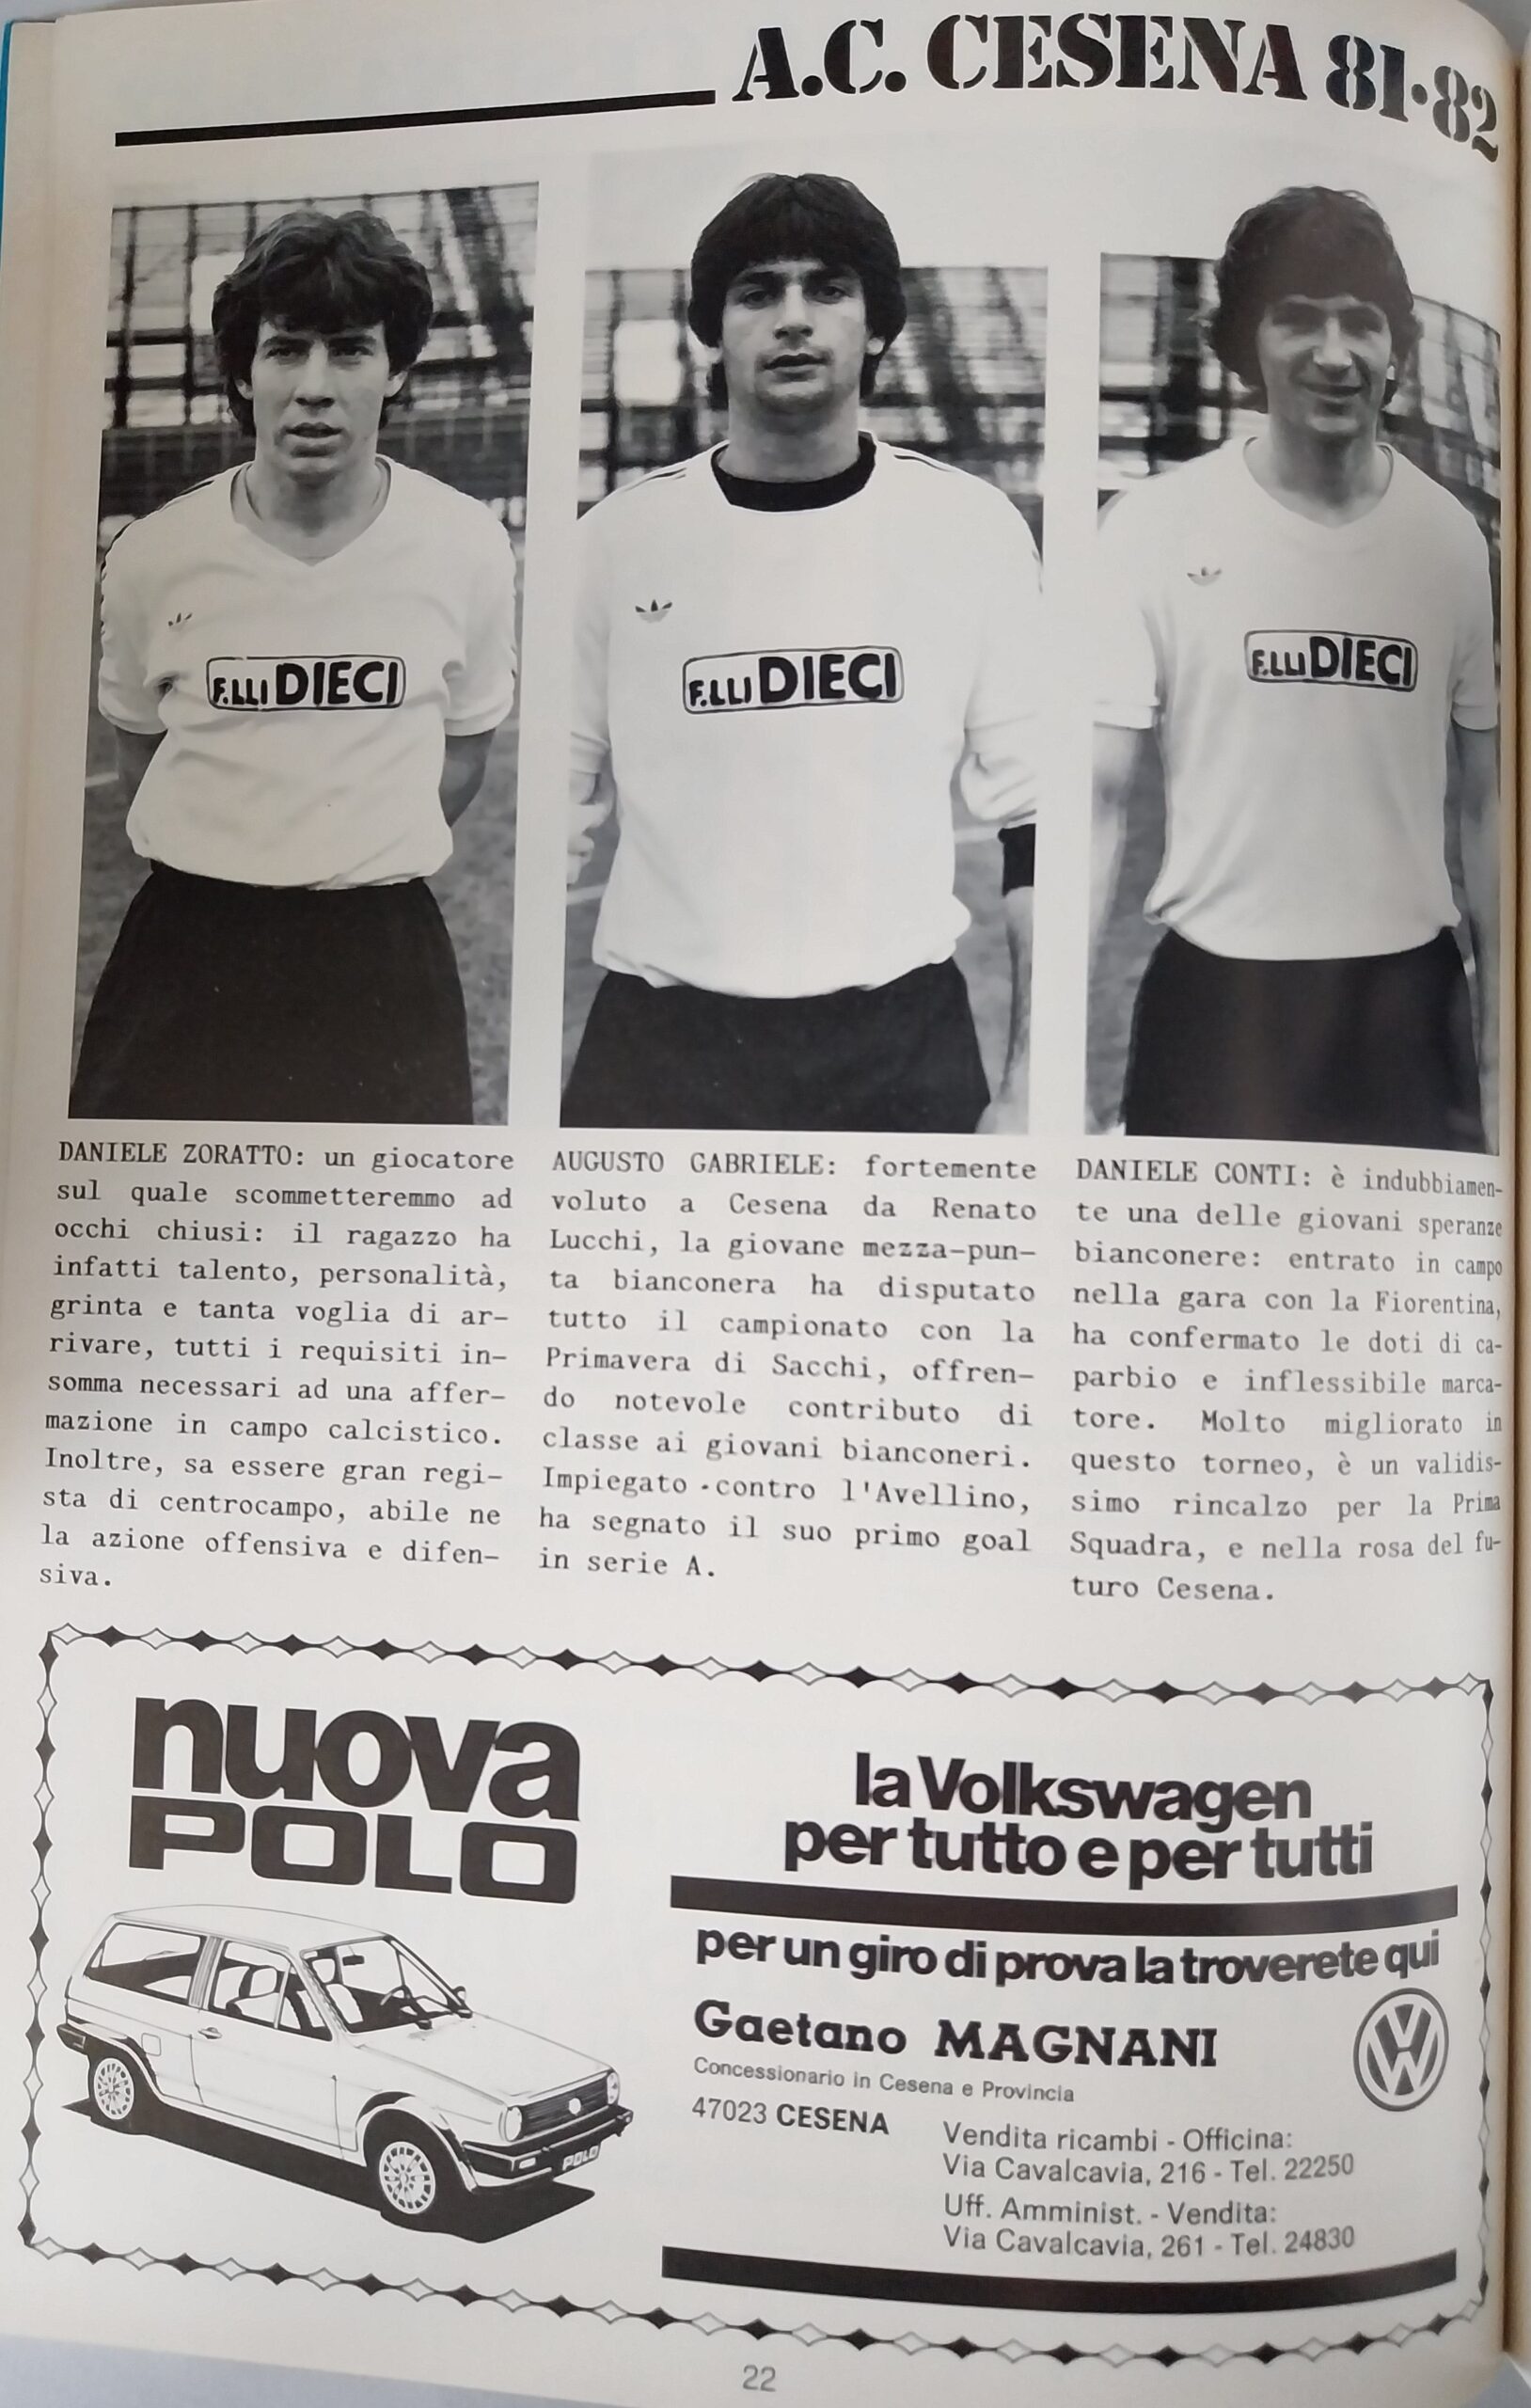 A.C. CESENA 81·82
F.LLI DIECI
F.LLI DIECI
F.LLI DIECI
DANIELE ZORATTO: un giocatore
sul quale scommetteremmo ad
occhi chiusi: il ragazzo ha
infatti talento, personalità,
grinta e tanta voglia di ar-
rivare, tutti i requisiti in-
somma necessari ad una affer-
mazione in campo calcistico.
Inoltre, sa essere gran regi-
sta di centrocampo, abile ne
la azione offensiva e difen-
siva.
AUGUSTO GABRIELE: fortemente
voluto a Cesena da Renato
Lucchi, la giovane mezza-pun-
ta bianconera ha disputato
tutto il campionato con la
Primavera di Sacchi, offren-
do notevole contributo di
classe ai giovani bianconeri.
Impiegato contro l'Avellino,
ha segnato il suo primo goal
in serie A.
DANIELE CONTI: è indubbiamen-
te una delle giovani speranze
bianconere: entrato in campo
nella gara con la Fiorentina,
ha confermato le doti di ca-
parbio e inflessibile marca-
tore. Molto migliorato in
questo torneo, è un validis-
simo rincalzo per la Prima
Squadra, e nella rosa del fu-
turo Cesena.
nuova
POLO
POLO
la Volkswagen
per tutto e per tutti
per un giro di prova la troverete qui
Gaetano MAGNANI
Concessionario in Cesena e Provincia
47023 CESENA
Vendita ricambi - Officina:
Via Cavalcavia, 216 - Tel. 22250
Uff. Amminist. - Vendita:
Via Cavalcavia, 261 - Tel. 24830
VW
22